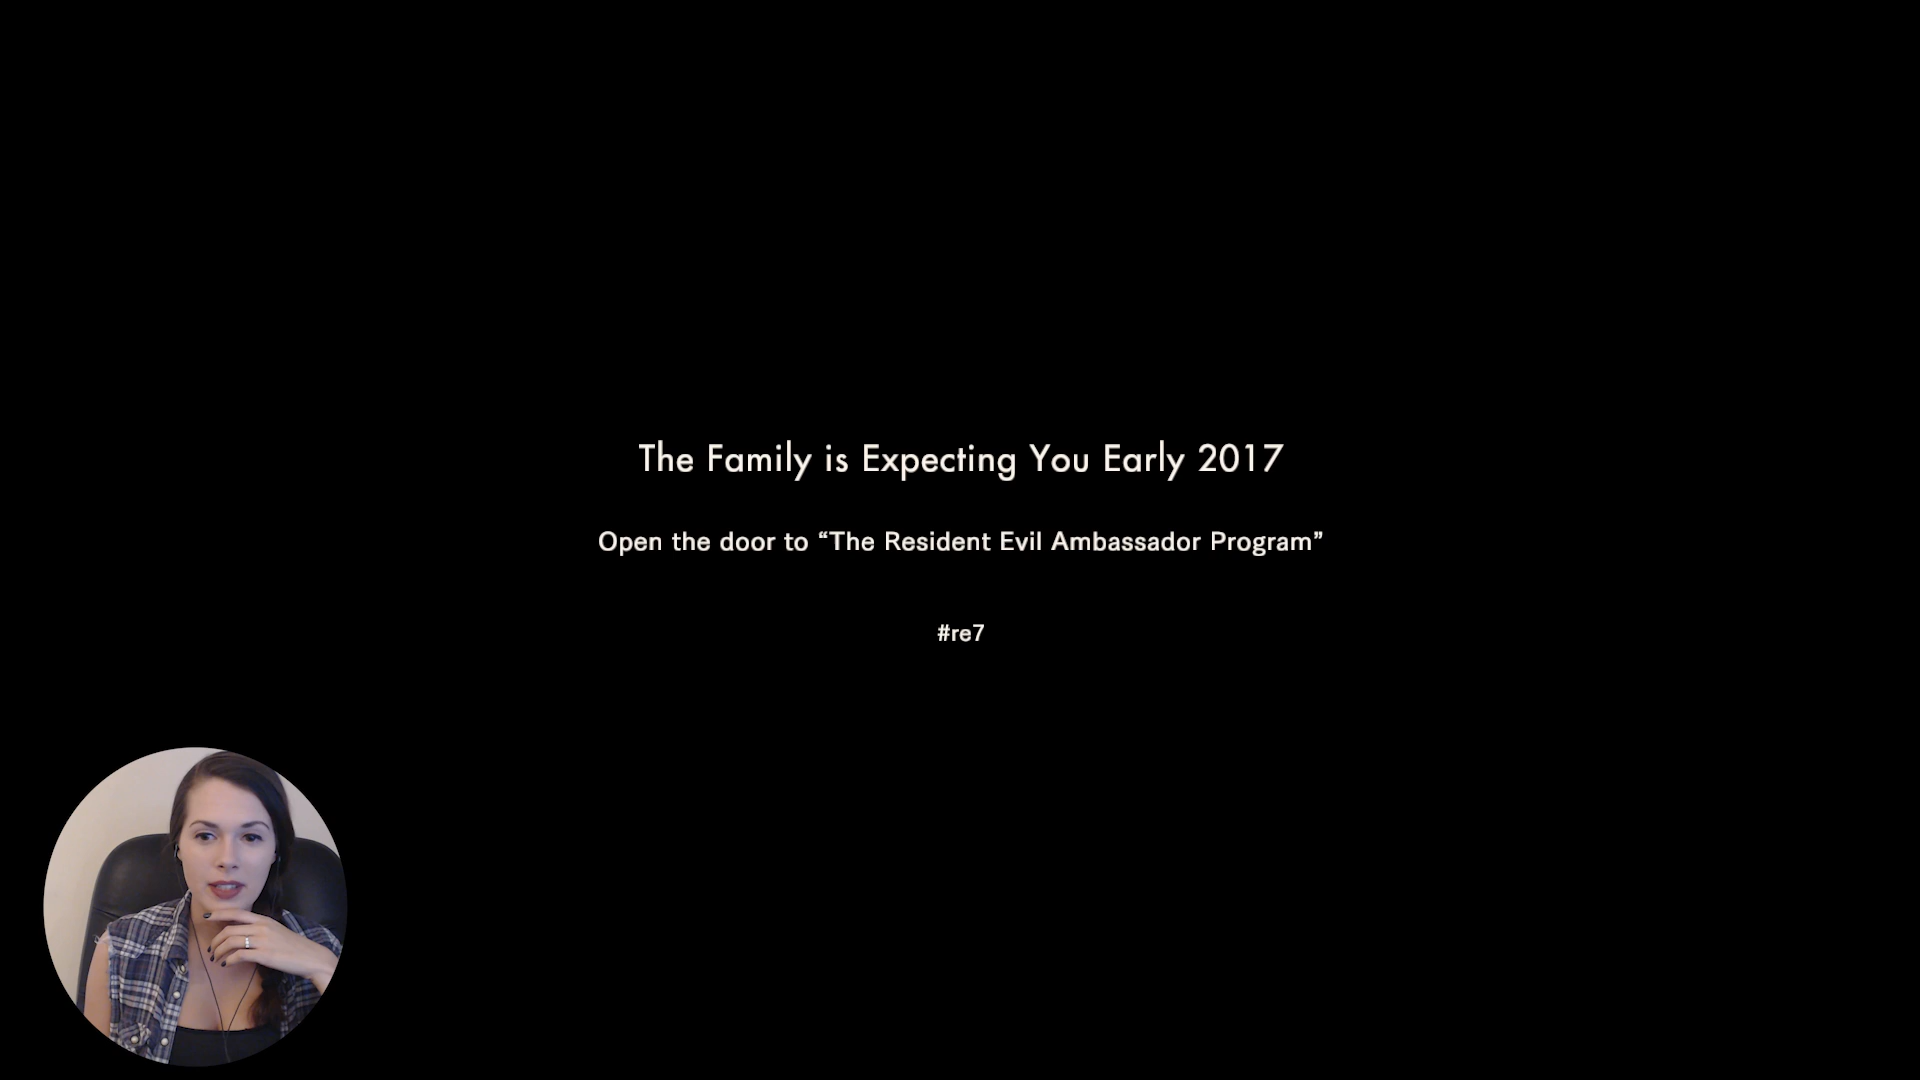 The Family is Expecting You Early 2017
Open the door to “The Resident Evil Ambassador Program”
#re7